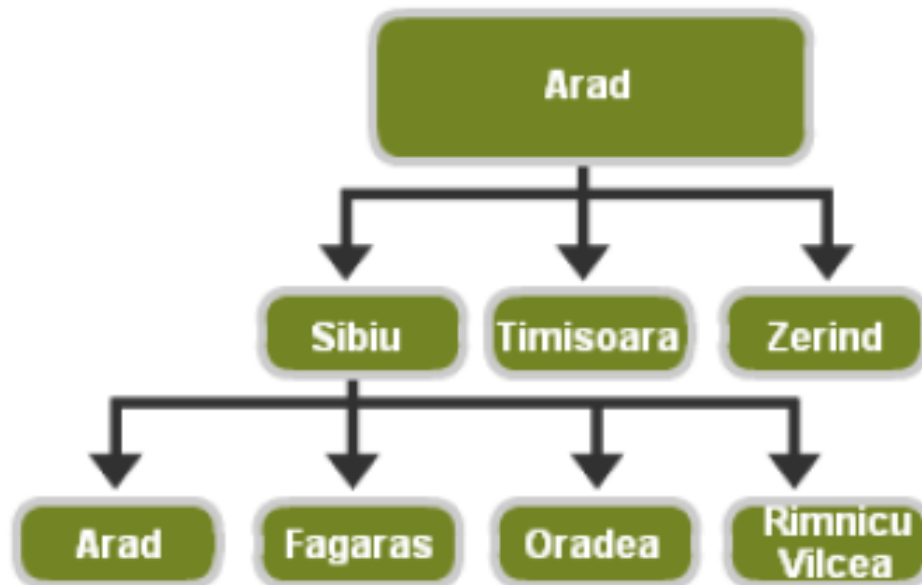 Arad
Sibiu
Timisoara
Zerind
Arad
Fagaras
Oradea
Rimnicu
Vilcea